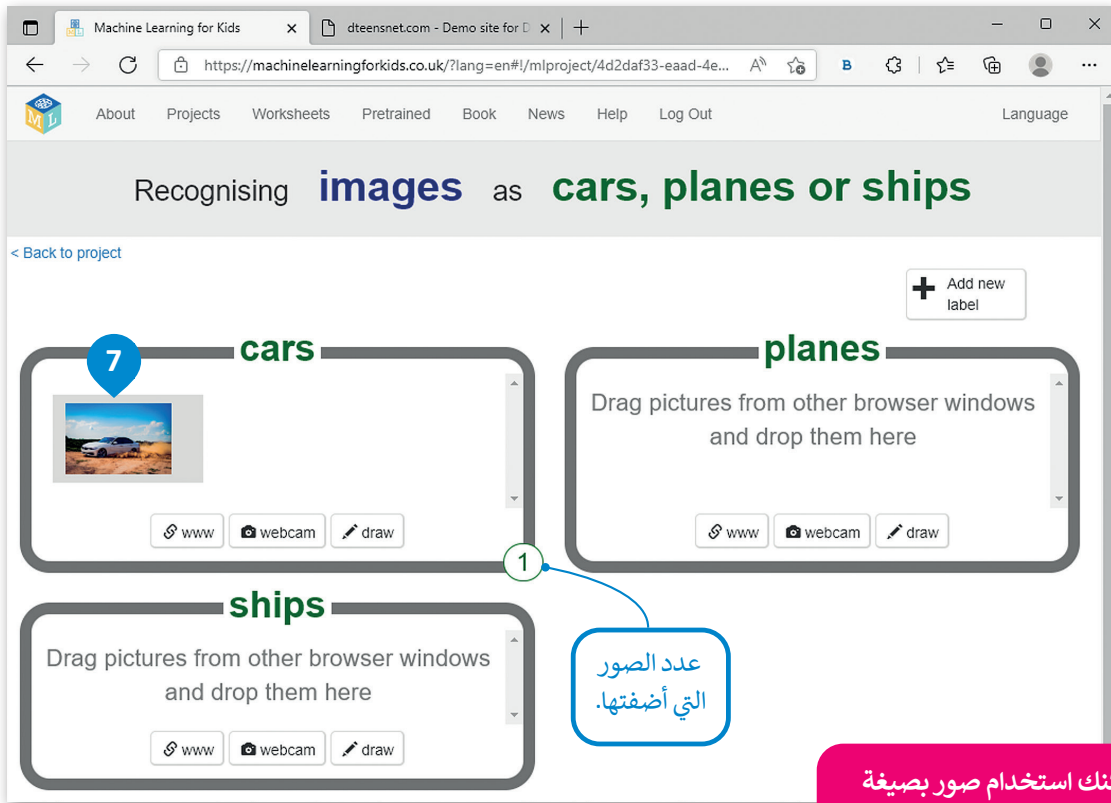 Machine Learning for Kids
dteensnet.com - Demo site for D
https://machinelearningforkids.co.uk/?lang=en#!/mlproject/4d2daf33-eaad-4e...
B
ML
About Projects Worksheets Pretrained Book News Help Log Out Language
Recognising images as cars, planes or ships
< Back to project
Add new
label
cars
7
www webcam draw
1
planes
Drag pictures from other browser windows
and drop them here
www webcam draw
ships
Drag pictures from other browser windows
and drop them here
www webcam draw
عدد الصور
التي أضفتها.
استخدام صور بصيغة